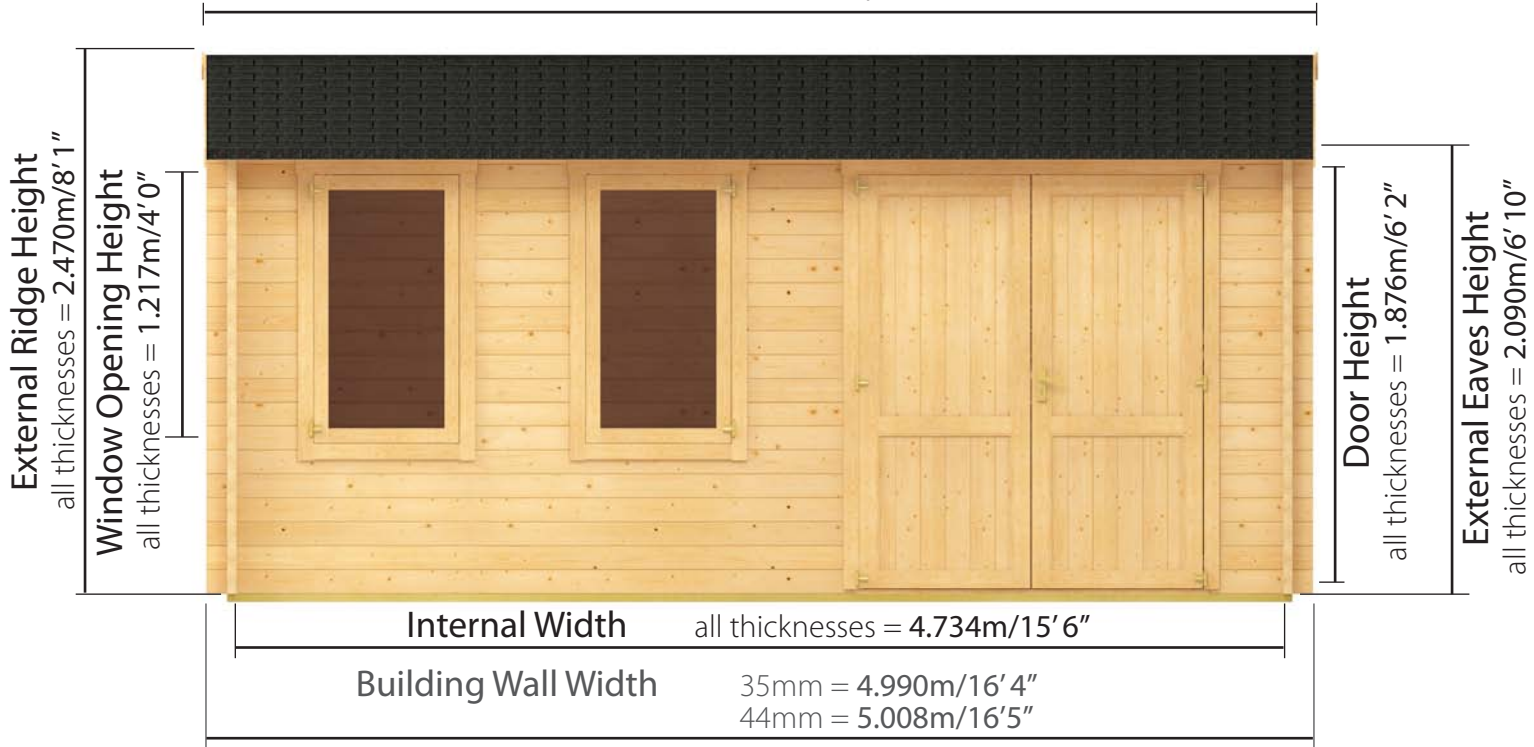 External Ridge Height
all thicknesses = 2.470m/8′ 1″
Window Opening Height
all thicknesses = 1.217m/4′ 0″
Door Height
all thicknesses = 1.876m/6′ 2″
External Eaves Height
all thicknesses = 2.090m/6′ 10″
Internal Width all thicknesses = 4.734m/15′ 6″
Building Wall Width 35mm = 4.990m/16′ 4″
44mm = 5.008m/16′5″